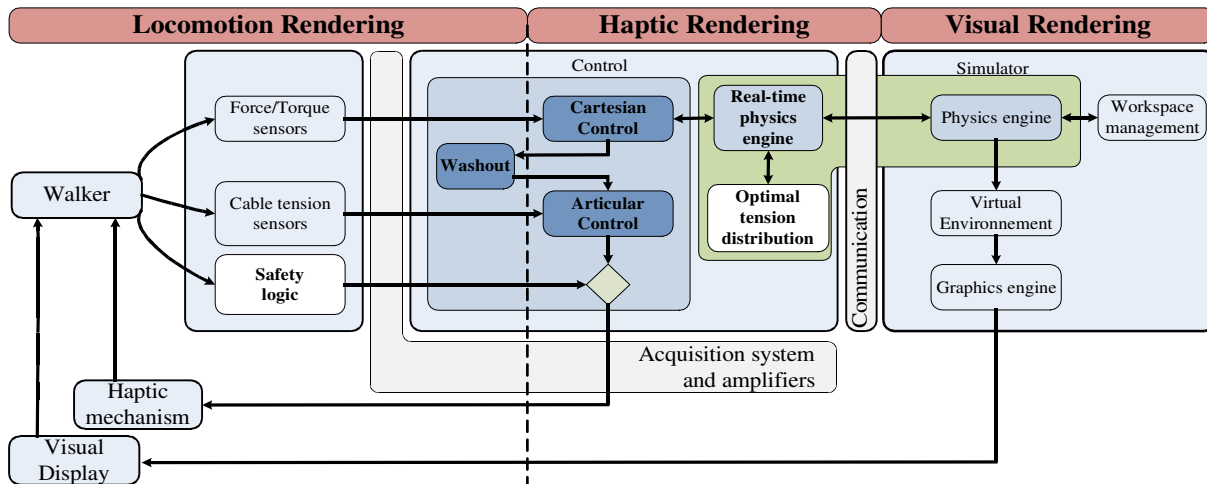 Locomotion Rendering
Haptic Rendering
Visual Rendering
Control
Simulator
Force/Torque
sensors
Cartesian
Control
Real-time
physics
engine
Physics engine
Workspace
management
Washout
Walker
Cable tension
sensors
Articular
Control
Optimal
tension
distribution
Virtual
Environnement
Communication
Safety
logic
Graphics engine
Acquisition system
and amplifiers
Haptic
mechanism
Visual
Display